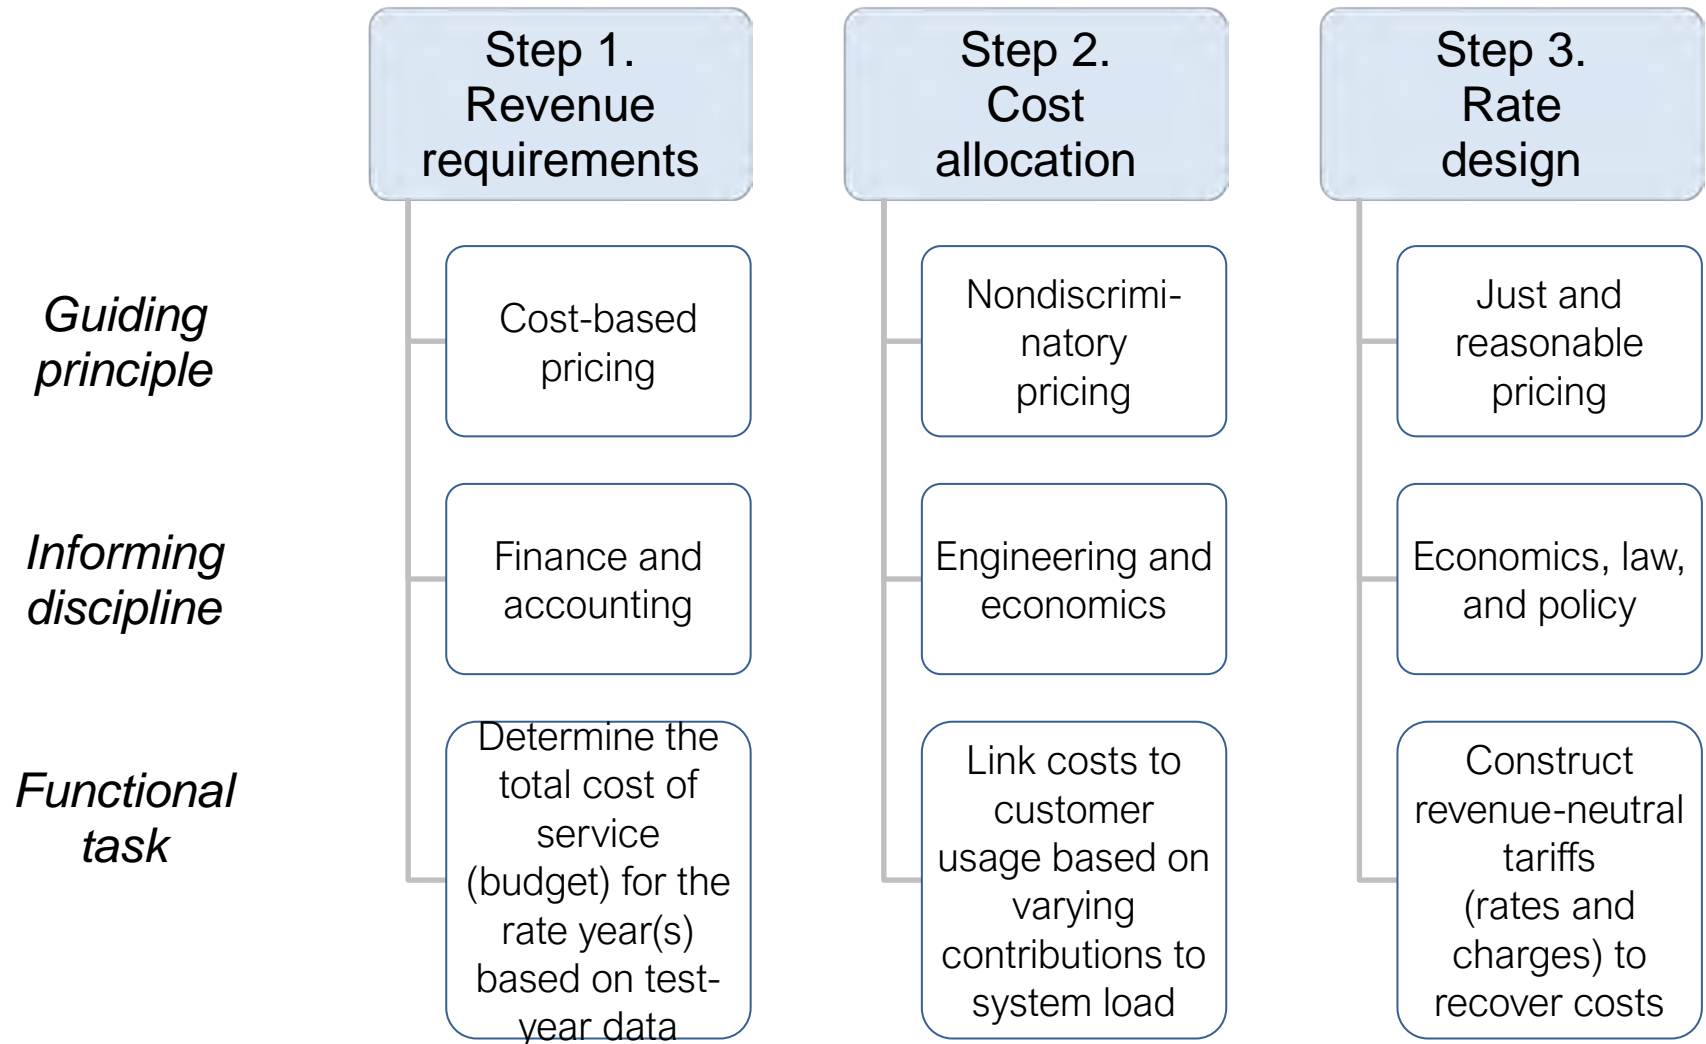 Step 1.
Revenue
requirements
Step 2.
Cost
allocation
Step 3.
Rate
design
Guiding
principle
Cost-based
pricing
Nondiscrimi-
natory
pricing
Just and
reasonable
pricing
Informing
discipline
Finance and
accounting
Engineering and
economics
Economics, law,
and policy
Functional
task
Determine the
total cost of
service
(budget) for the
rate year(s)
based on test-
year data
Link costs to
customer
usage based on
varying
contributions to
system load
Construct
revenue-neutral
tariffs
(rates and
charges) to
recover costs